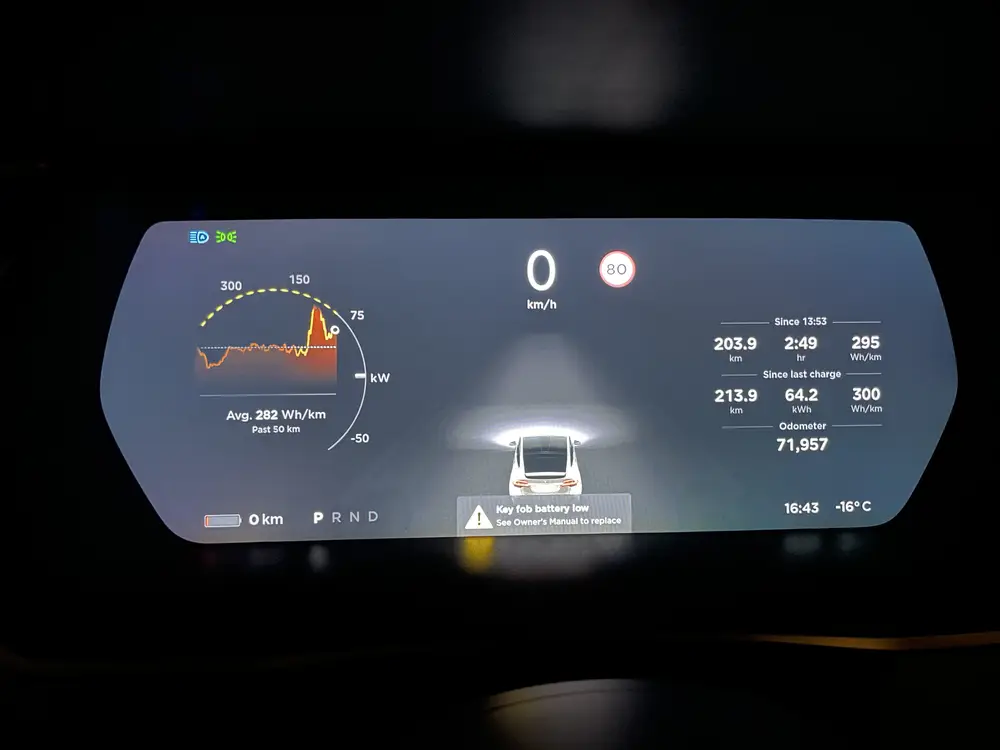 0
km/h
80
300
150
75
kW
-50
Avg. 282 Wh/km
Past 50 km
Since 13:53
203.9 2:49 295
km hr Wh/km
Since last charge
213.9 64.2 300
km kWh Wh/km
Odometer
71,957
0 km
P R N D
Key fob battery low
See Owner's Manual to replace
16:43 -16°C